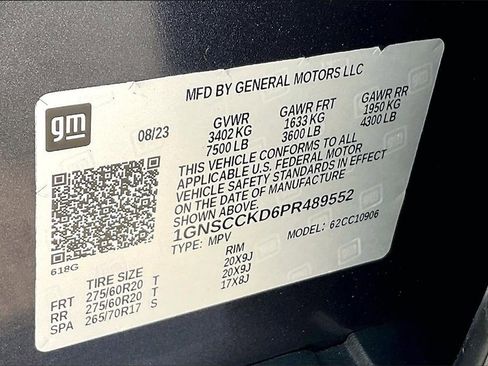 MFD BY GENERAL MOTORS LLC
gm
08/23
GVWR
3402 KG
7500 LB
GAWR FRT
1633 KG
3600 LB
GAWR RR
1950 KG
4300 LB
THIS VEHICLE CONFORMS TO ALL
APPLICABLE U.S. FEDERAL MOTOR
VEHICLE SAFETY STANDARDS IN EFFECT
ON THE DATE OF MANUFACTURE SHOWN ABOVE.
1GNSCCKD6PR489552
TYPE: MPV MODEL: 62CC10906
618G
TIRE SIZE RIM
FRT 275/60R20 T 20X9J
RR 275/60R20 T 20X9J
SPA 265/70R17 S 17X8J